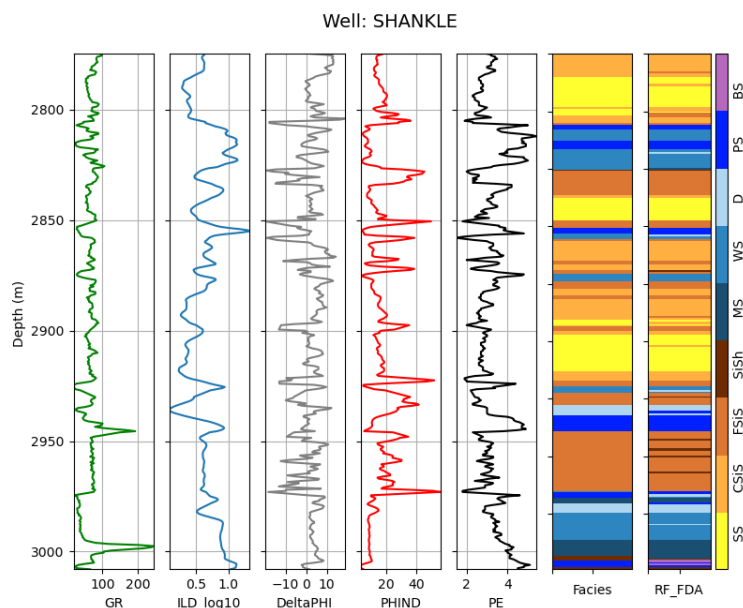 Well: SHANKLE
2800
2850
2900
2950
3000
Depth (m)
100 200
GR
0.5 1.0
ILD_log10
−10 0 10
DeltaPHI
20 40
PHIND
2 4
PE
Facies
RF_FDA
BS
PS
D
WS
MS
SiSh
FSiS
CSiS
SS